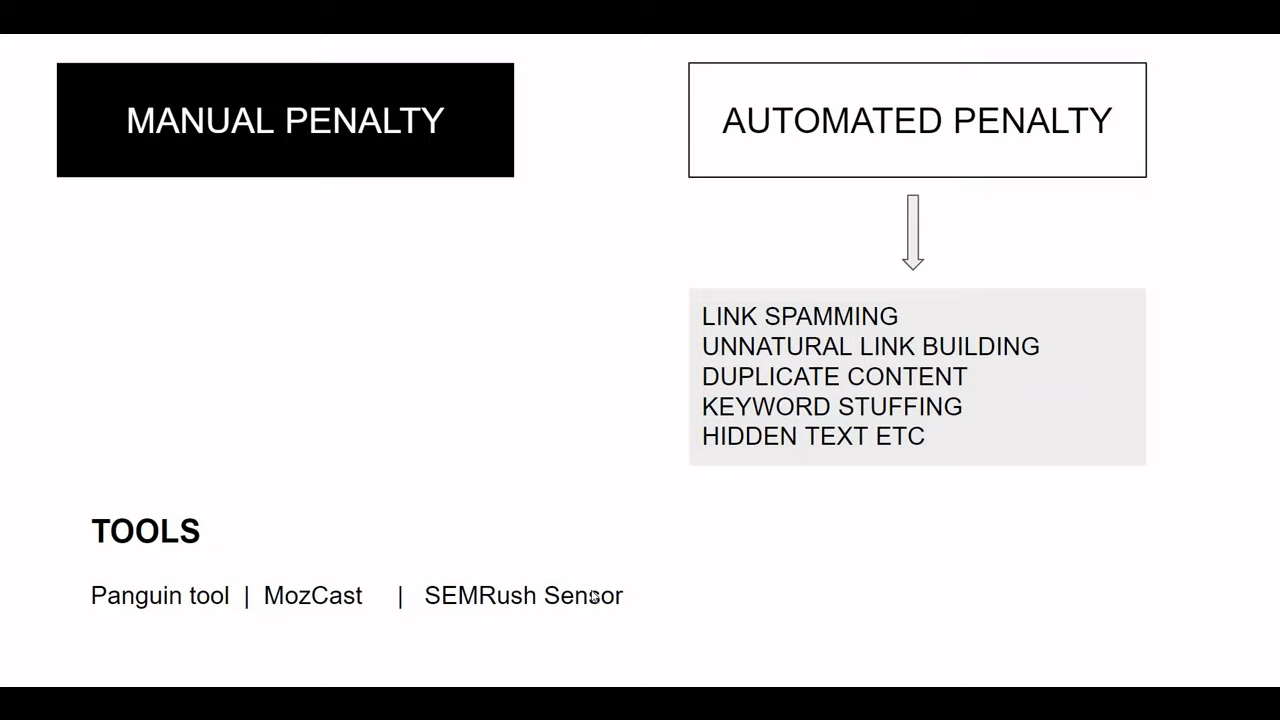 MANUAL PENALTY
AUTOMATED PENALTY
LINK SPAMMING
UNNATURAL LINK BUILDING
DUPLICATE CONTENT
KEYWORD STUFFING
HIDDEN TEXT ETC
TOOLS
Panguin tool | MozCast | SEMRush Sensor